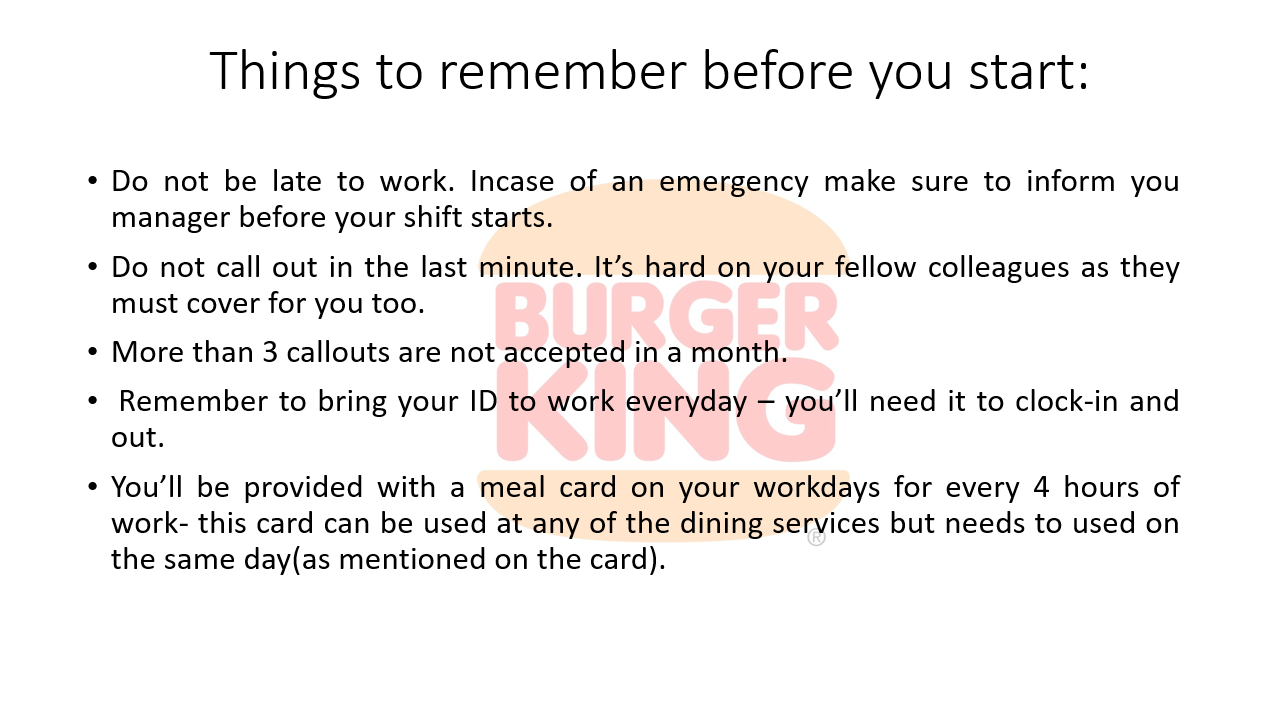 Things to remember before you start:
• Do not be late to work. Incase of an emergency make sure to inform you
manager before your shift starts.
• Do not call out in the last minute. It’s hard on your fellow colleagues as they
must cover for you too.
• More than 3 callouts are not accepted in a month.
• Remember to bring your ID to work everyday – you’ll need it to clock-in and
out.
• You’ll be provided with a meal card on your workdays for every 4 hours of
work- this card can be used at any of the dining services but needs to used on
the same day(as mentioned on the card).
BURGER
KING
®